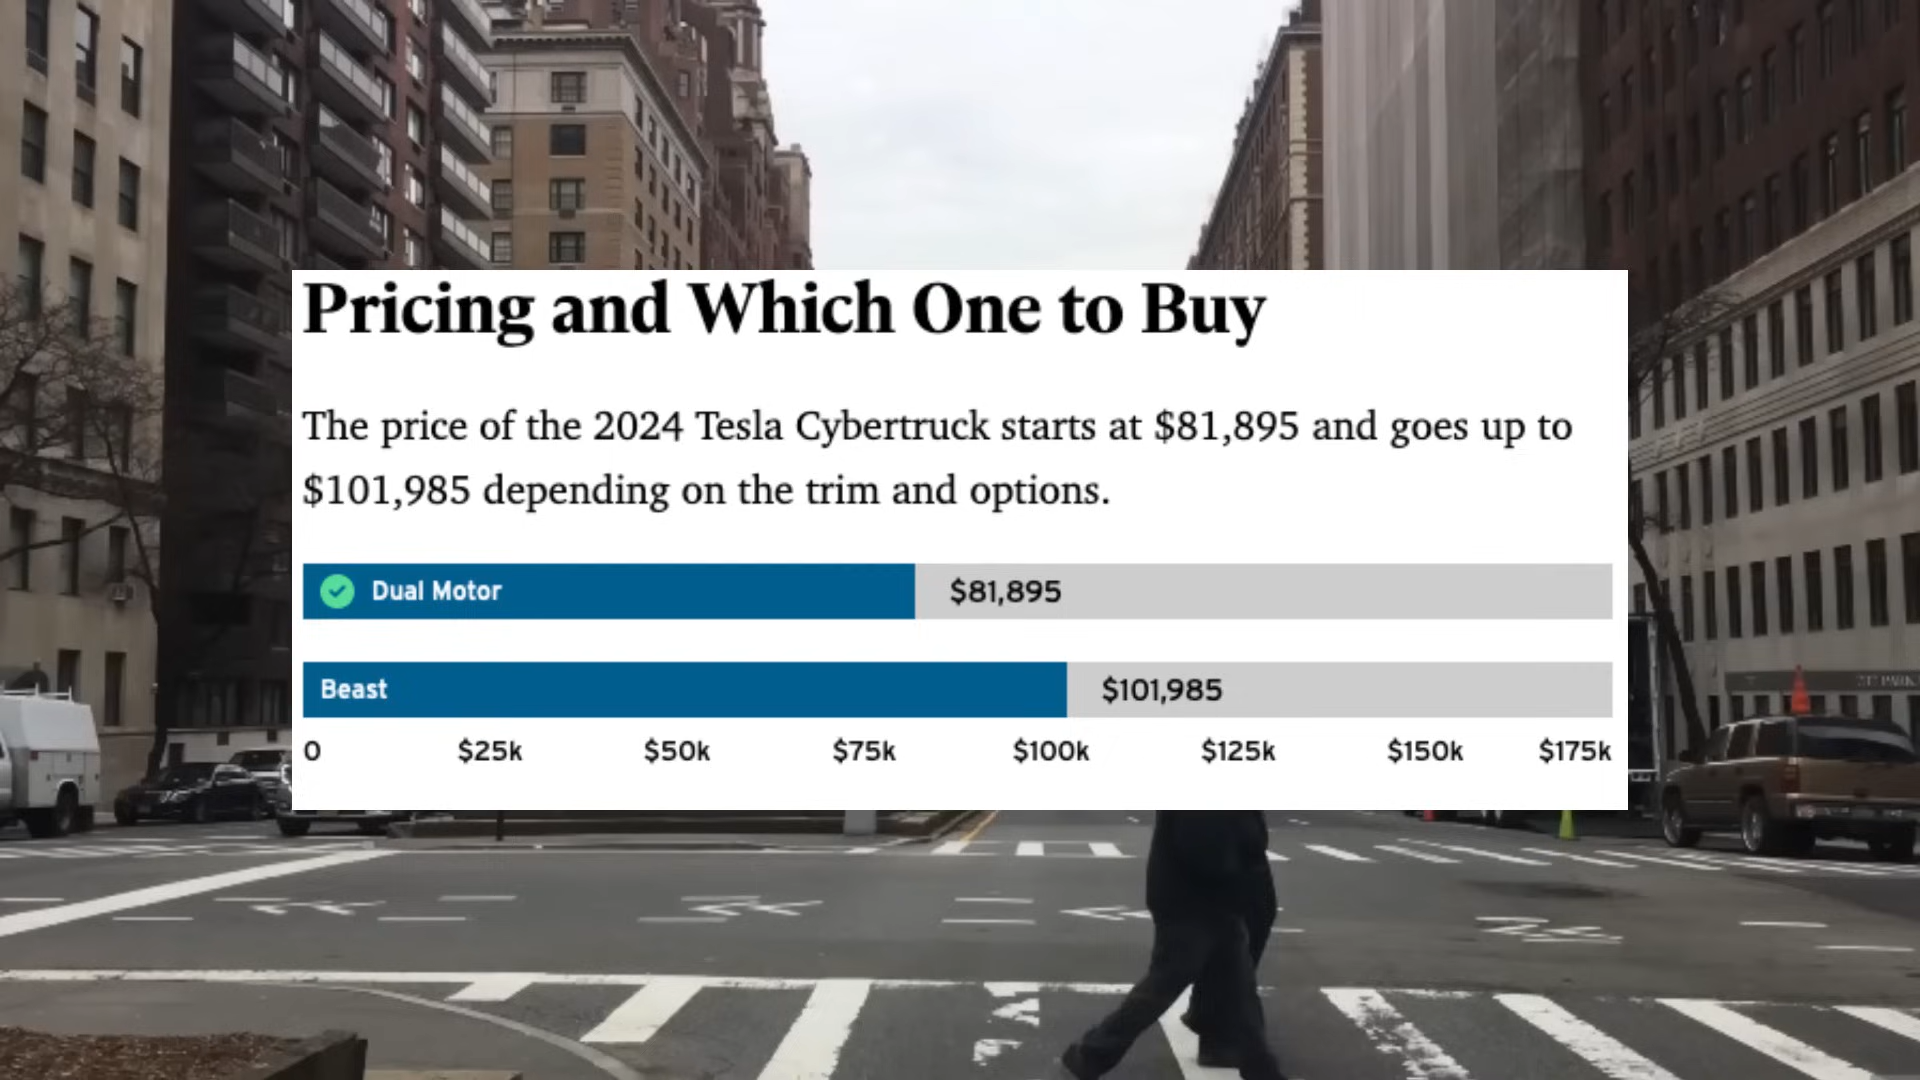 Pricing and Which One to Buy
The price of the 2024 Tesla Cybertruck starts at $81,895 and goes up to
$101,985 depending on the trim and options.
Dual Motor $81,895
Beast $101,985
0 $25k $50k $75k $100k $125k $150k $175k